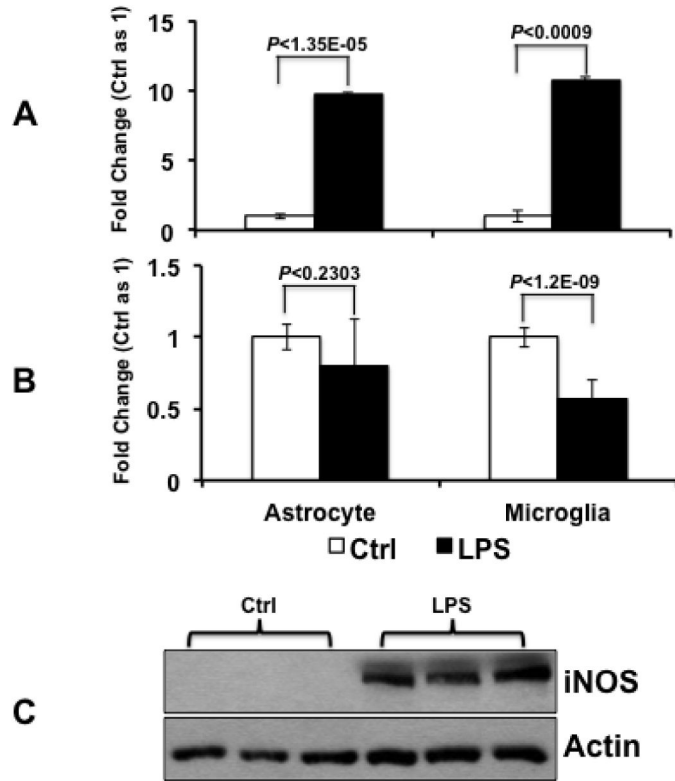 A
Fold Change (Ctrl as 1)
15
10
5
0
P<1.35E-05
P<0.0009
B
Fold Change (Ctrl as 1)
1.5
1
0.5
0
P<0.2303
P<1.2E-09
Astrocyte
Microglia
Ctrl
LPS
C
Ctrl
LPS
iNOS
Actin